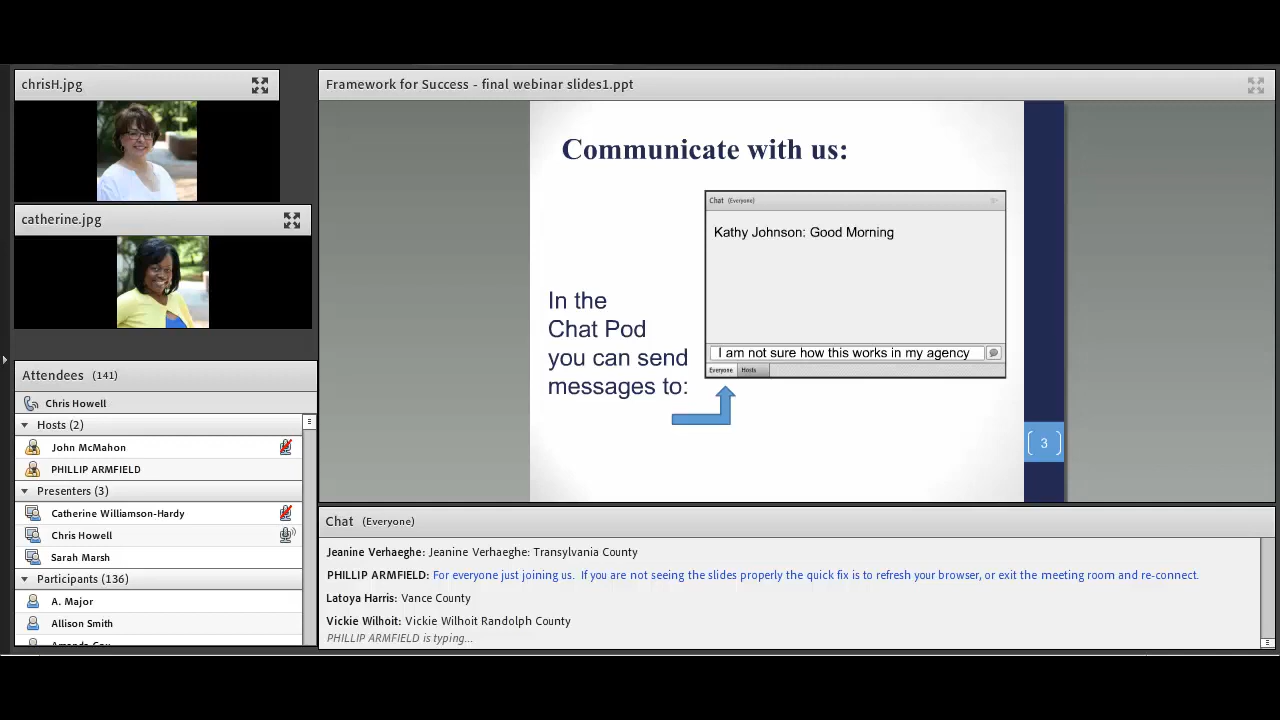 chrisH.jpg
catherine.jpg
Attendees (141)
Chris Howell
Hosts (2)
John McMahon
PHILLIP ARMFIELD
Presenters (3)
Catherine Williamson-Hardy
Chris Howell
Sarah Marsh
Participants (136)
A. Major
Allison Smith
Framework for Success - final webinar slides1.ppt
Communicate with us:
In the
Chat Pod
you can send
messages to:
Chat (Everyone)
Kathy Johnson: Good Morning
I am not sure how this works in my agency
Everyone Hosts
3
Chat (Everyone)
Jeanine Verhaeghe: Jeanine Verhaeghe: Transylvania County
PHILLIP ARMFIELD: For everyone just joining us. If you are not seeing the slides properly the quick fix is to refresh your browser, or exit the meeting room and re-connect.
Latoya Harris: Vance County
Vickie Wilhoit: Vickie Wilhoit Randolph County
PHILLIP ARMFIELD is typing...